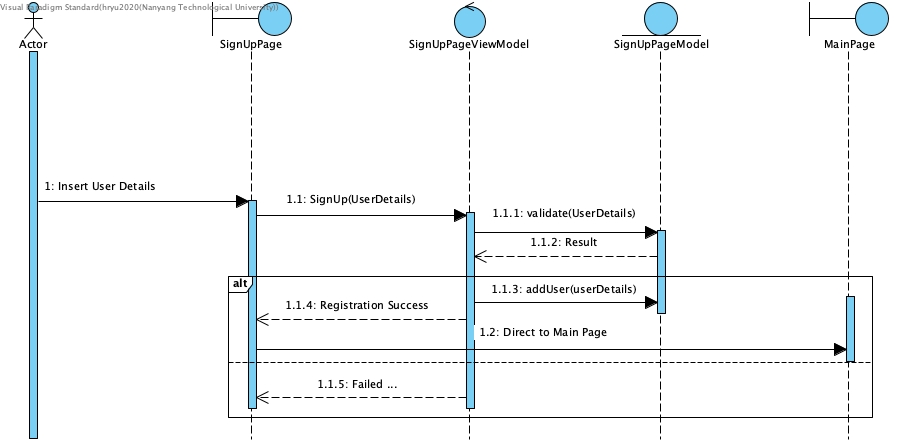 Visual Paradigm Standard(hryu2020(Nanyang Technological University))
Actor
SignUpPage
SignUpPageViewModel
SignUpPageModel
MainPage
1: Insert User Details
1.1: SignUp(UserDetails)
1.1.1: validate(UserDetails)
1.1.2: Result
alt
1.1.3: addUser(userDetails)
1.1.4: Registration Success
1.2: Direct to Main Page
1.1.5: Failed ...